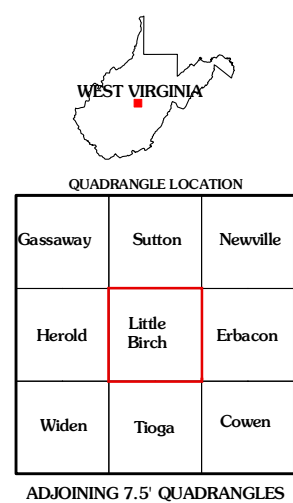 WEST VIRGINIA
QUADRANGLE LOCATION
Gassaway Sutton Newville
Herold Little Birch Erbacon
Widen Tioga Cowen
ADJOINING 7.5' QUADRANGLES